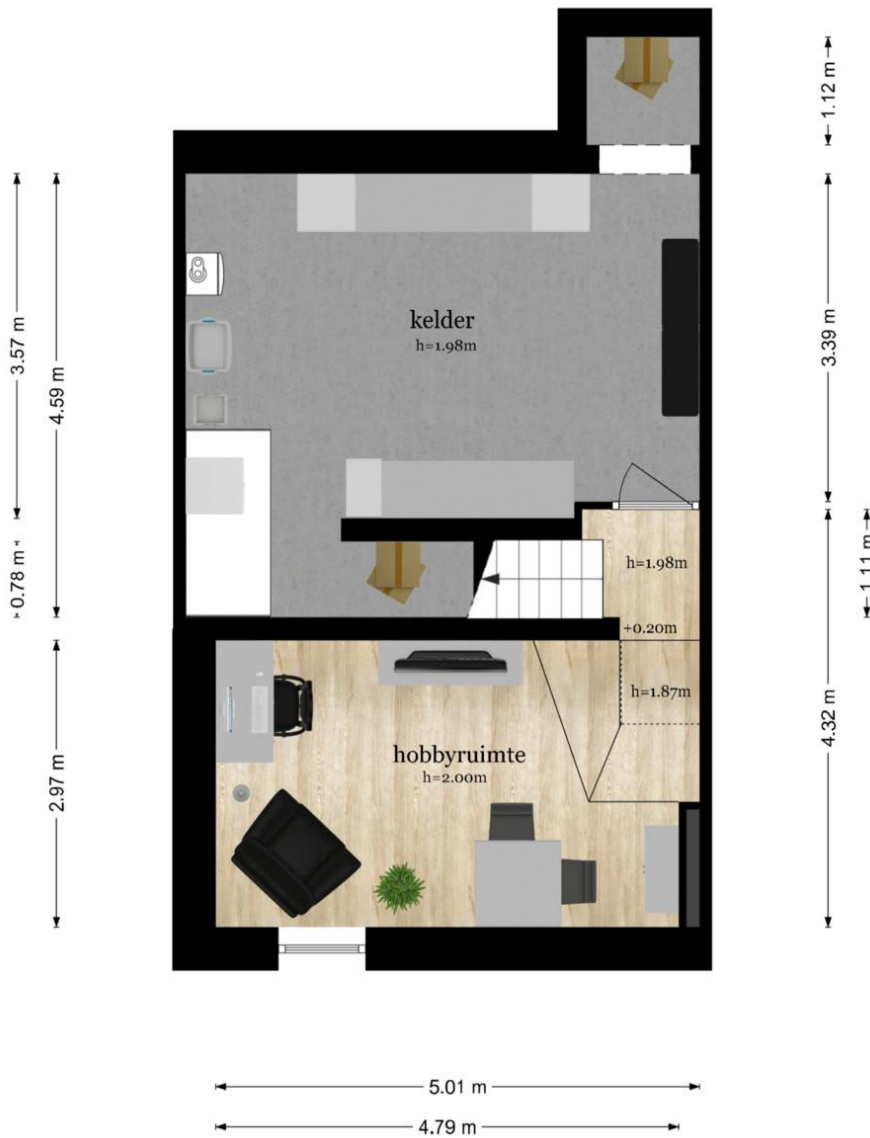 1.12 m
3.57 m
4.59 m
3.39 m
kelder
h=1.98m
+0.78 m
1.11 m
h=1.98m
+0.20m
h=1.87m
2.97 m
4.32 m
hobbyruimte
h=2.00m
5.01 m
4.79 m